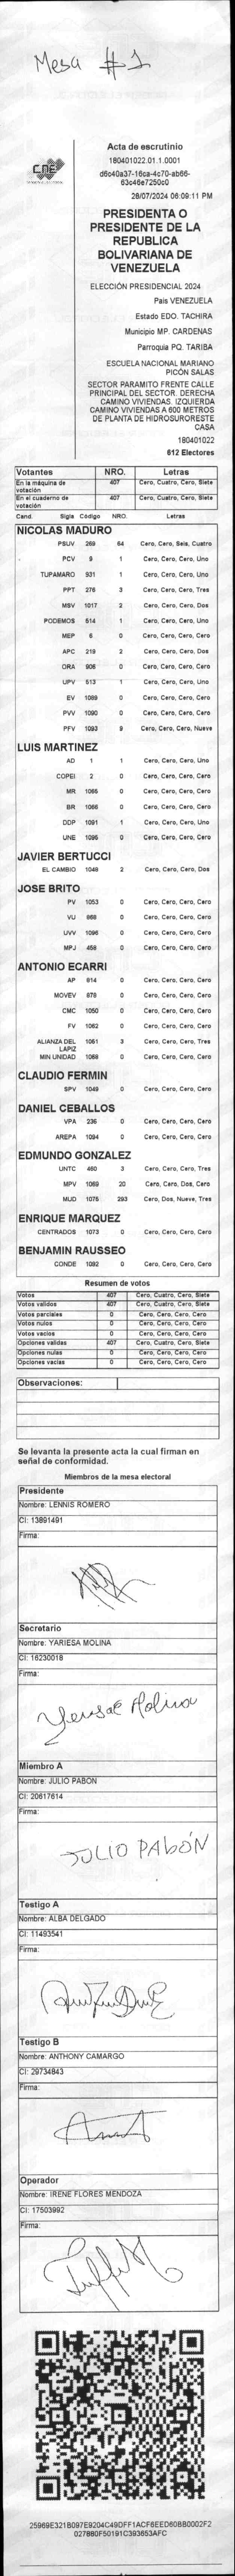 Mesa #1
CNE
Acta de escrutinio
180401022.01.1.0001
d6c40a37-16ca-4c70-ab66-
63c46e7250c0
28/07/2024 06:09:11 PM
PRESIDENTA O
PRESIDENTE DE LA
REPUBLICA
BOLIVARIANA DE
VENEZUELA
ELECCIÓN PRESIDENCIAL 2024
Pais VENEZUELA
Estado EDO. TACHIRA
Municipio MP. CARDENAS
Parroquia PQ. TARIBA
ESCUELA NACIONAL MARIANO
PICÓN SALAS
SECTOR PARAMITO FRENTE CALLE
PRINCIPAL DEL SECTOR. DERECHA
CAMINO VIVIENDAS. IZQUIERDA
CAMINO VIVIENDAS A 600 METROS
DE PLANTA DE HIDROSUROESTE
CASA
180401022
612 Electores
Votantes NRO. Letras
En la máquina de votación 407 Cero, Cuatro, Cero, Siete
En el cuaderno de votación 407 Cero, Cuatro, Cero, Siete
Cand. Sigla Código NRO. Letras
NICOLAS MADURO
PSUV 269 64 Cero, Cero, Seis, Cuatro
PCV 9 1 Cero, Cero, Cero, Uno
TUPAMARO 931 1 Cero, Cero, Cero, Uno
PPT 276 3 Cero, Cero, Cero, Tres
MSV 1017 2 Cero, Cero, Cero, Dos
PODEMOS 514 1 Cero, Cero, Cero, Uno
MEP 6 0 Cero, Cero, Cero, Cero
APC 219 2 Cero, Cero, Cero, Dos
ORA 906 0 Cero, Cero, Cero, Cero
UPV 513 1 Cero, Cero, Cero, Uno
EV 1089 0 Cero, Cero, Cero, Cero
PVV 1090 0 Cero, Cero, Cero, Cero
PFV 1093 9 Cero, Cero, Cero, Nueve
LUIS MARTINEZ
AD 1 1 Cero, Cero, Cero, Uno
COPEI 2 0 Cero, Cero, Cero, Cero
MR 1065 0 Cero, Cero, Cero, Cero
BR 1086 0 Cero, Cero, Cero, Cero
DDP 1091 1 Cero, Cero, Cero, Uno
UNE 1095 0 Cero, Cero, Cero, Cero
JAVIER BERTUCCI
EL CAMBIO 1048 2 Cero, Cero, Cero, Dos
JOSE BRITO
PV 1053 0 Cero, Cero, Cero, Cero
VU 868 0 Cero, Cero, Cero, Cero
UVV 1096 0 Cero, Cero, Cero, Cero
MPJ 458 0 Cero, Cero, Cero, Cero
ANTONIO ECARRI
AP 814 0 Cero, Cero, Cero, Cero
MOVEV 878 0 Cero, Cero, Cero, Cero
CMC 1050 0 Cero, Cero, Cero, Cero
FV 1062 0 Cero, Cero, Cero, Cero
ALIANZA DEL LAPIZ 1051 3 Cero, Cero, Cero, Tres
MIN UNIDAD 1068 0 Cero, Cero, Cero, Cero
CLAUDIO FERMIN
SPV 1049 0 Cero, Cero, Cero, Cero
DANIEL CEBALLOS
VPA 236 0 Cero, Cero, Cero, Cero
AREPA 1094 0 Cero, Cero, Cero, Cero
EDMUNDO GONZALEZ
UNTC 460 3 Cero, Cero, Cero, Tres
MPV 1069 20 Cero, Cero, Dos, Cero
MUD 1075 293 Cero, Dos, Nueve, Tres
ENRIQUE MARQUEZ
CENTRADOS 1073 0 Cero, Cero, Cero, Cero
BENJAMIN RAUSSEO
CONDE 1092 0 Cero, Cero, Cero, Cero
Resumen de votos
Votos 407 Cero, Cuatro, Cero, Siete
Votos validos 407 Cero, Cuatro, Cero, Siete
Votos parciales 0 Cero, Cero, Cero, Cero
Votos nulos 0 Cero, Cero, Cero, Cero
Votos vacios 0 Cero, Cero, Cero, Cero
Opciones validas 407 Cero, Cuatro, Cero, Siete
Opciones nulas 0 Cero, Cero, Cero, Cero
Opciones vacias 0 Cero, Cero, Cero, Cero
Observaciones:
Se levanta la presente acta la cual firman en
señal de conformidad.
Miembros de la mesa electoral
Presidente
Nombre: LENNIS ROMERO
CI: 13891491
Firma:
Secretario
Nombre: YARIESA MOLINA
CI: 16230018
Firma:
Miembro A
Nombre: JULIO PABON
CI: 20617614
Firma:
JULIO PABÓN
Testigo A
Nombre: ALBA DELGADO
CI: 11493541
Firma:
Testigo B
Nombre: ANTHONY CAMARGO
CI: 29734843
Firma:
Operador
Nombre: IRENE FLORES MENDOZA
CI: 17503992
Firma:
25969E321B097E9204C49DFF1ACF6EED60BB0002F2
027880F50191C393653AFC